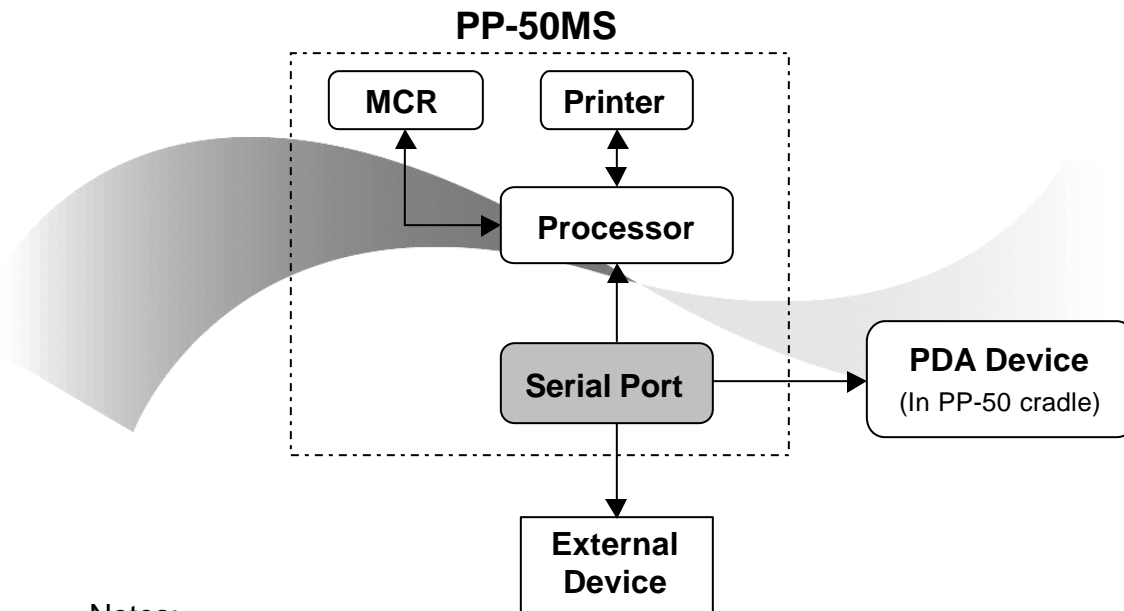 PP-50MS
MCR
Printer
Processor
Serial Port
PDA Device
(In PP-50 cradle)
External
Device
Notes: